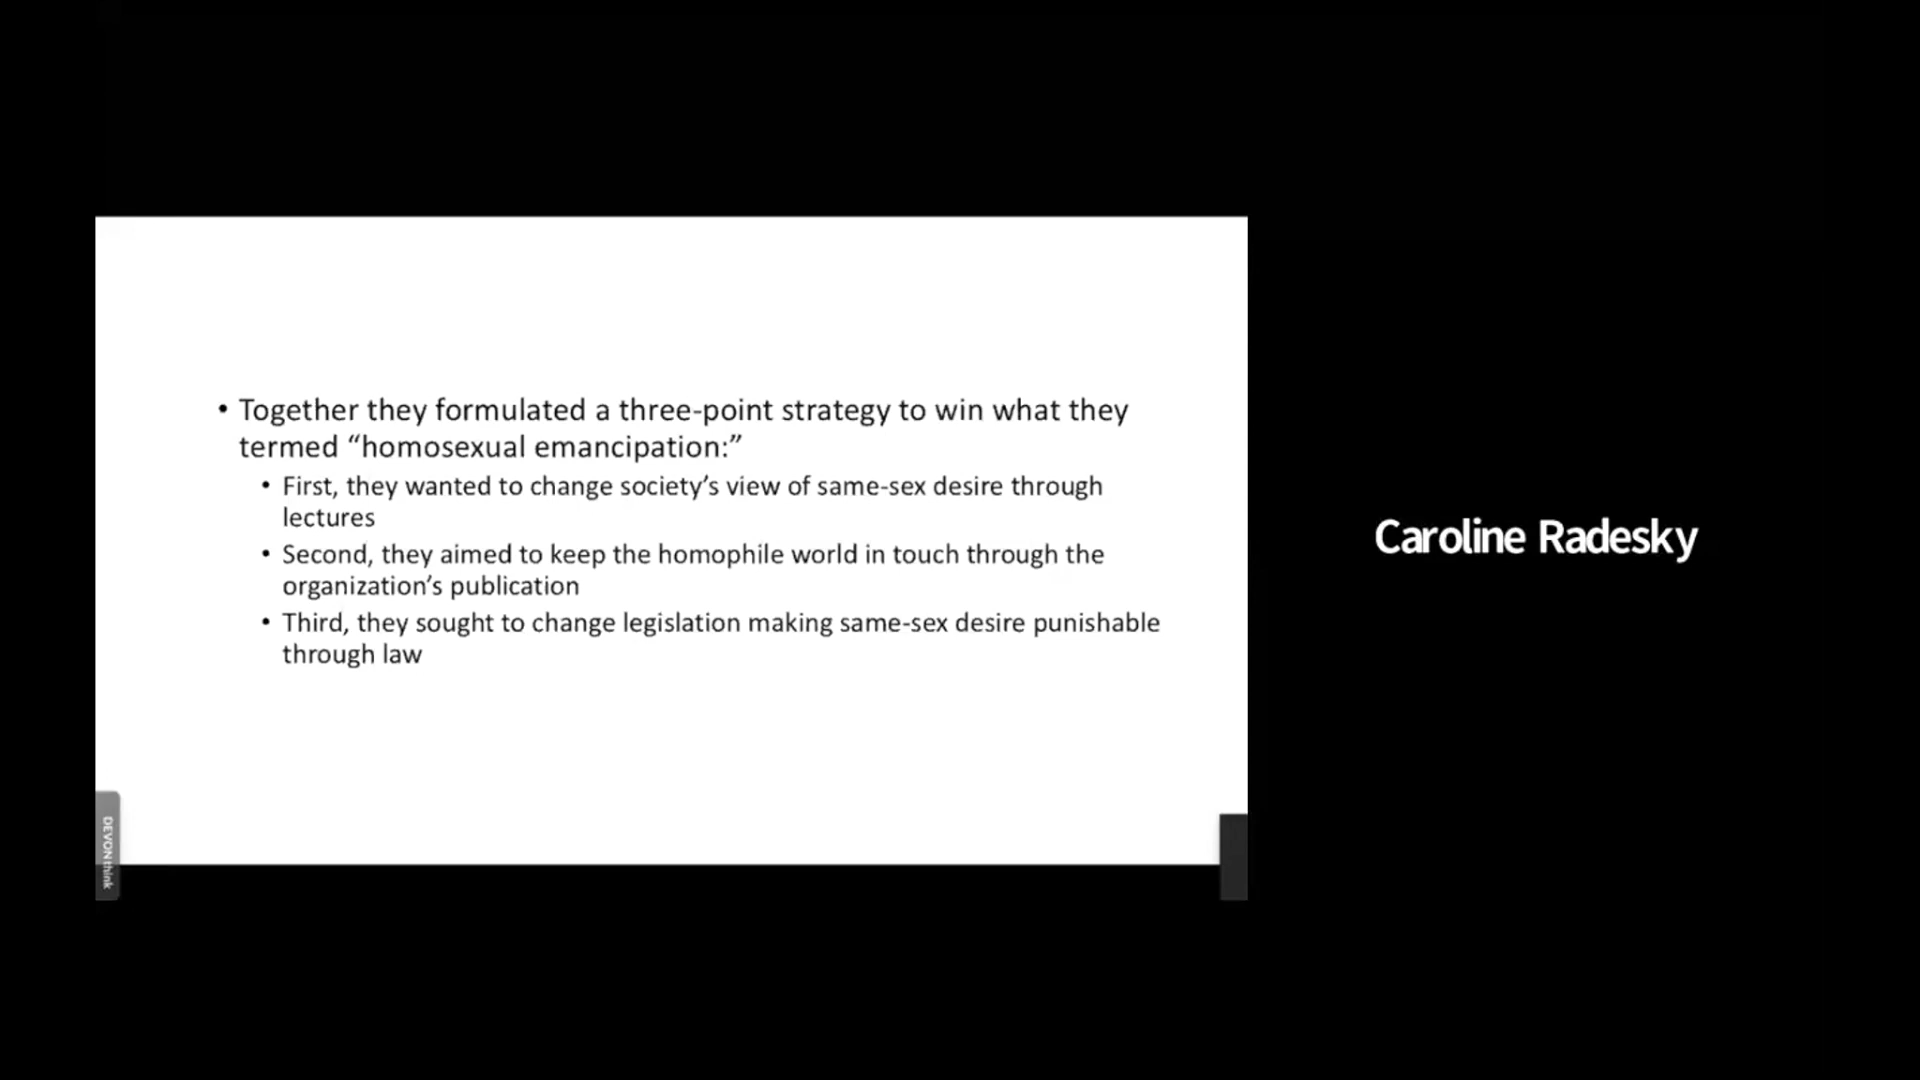 • Together they formulated a three-point strategy to win what they
termed “homosexual emancipation:”
• First, they wanted to change society’s view of same-sex desire through
lectures
• Second, they aimed to keep the homophile world in touch through the
organization’s publication
• Third, they sought to change legislation making same-sex desire punishable
through law
DEVONthink
Caroline Radesky